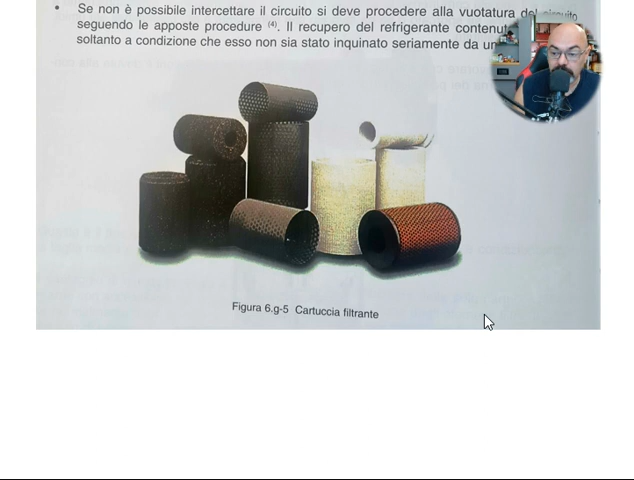 Se non è possibile intercettare il circuito si deve procedere alla vuotatura del circuito
seguendo le apposte procedure (4). Il recupero del refrigerante
soltanto a condizione che esso non sia stato inquinato seriamente da
Figura 6.g-5 Cartuccia filtrante